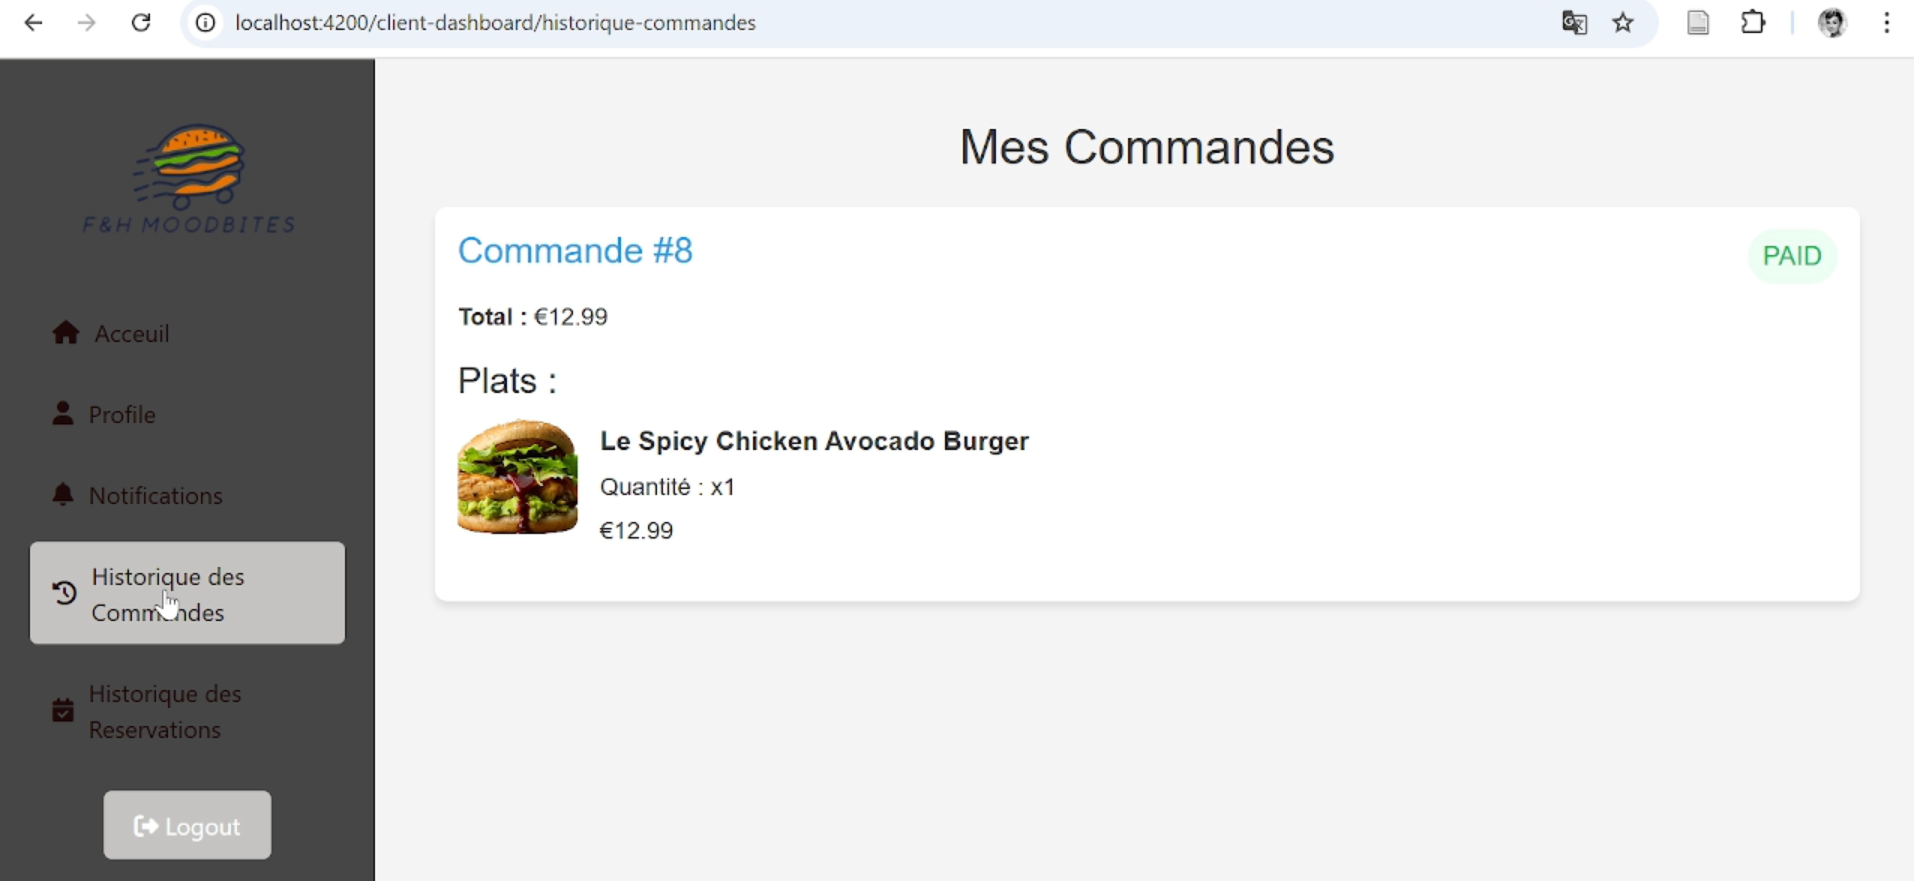 localhost:4200/client-dashboard/historique-commandes
F&H MOODBITES
Acceuil
Profile
Notifications
Historique des
Commandes
Historique des
Reservations
Logout
Mes Commandes
Commande #8
PAID
Total : €12.99
Plats :
Le Spicy Chicken Avocado Burger
Quantité : x1
€12.99